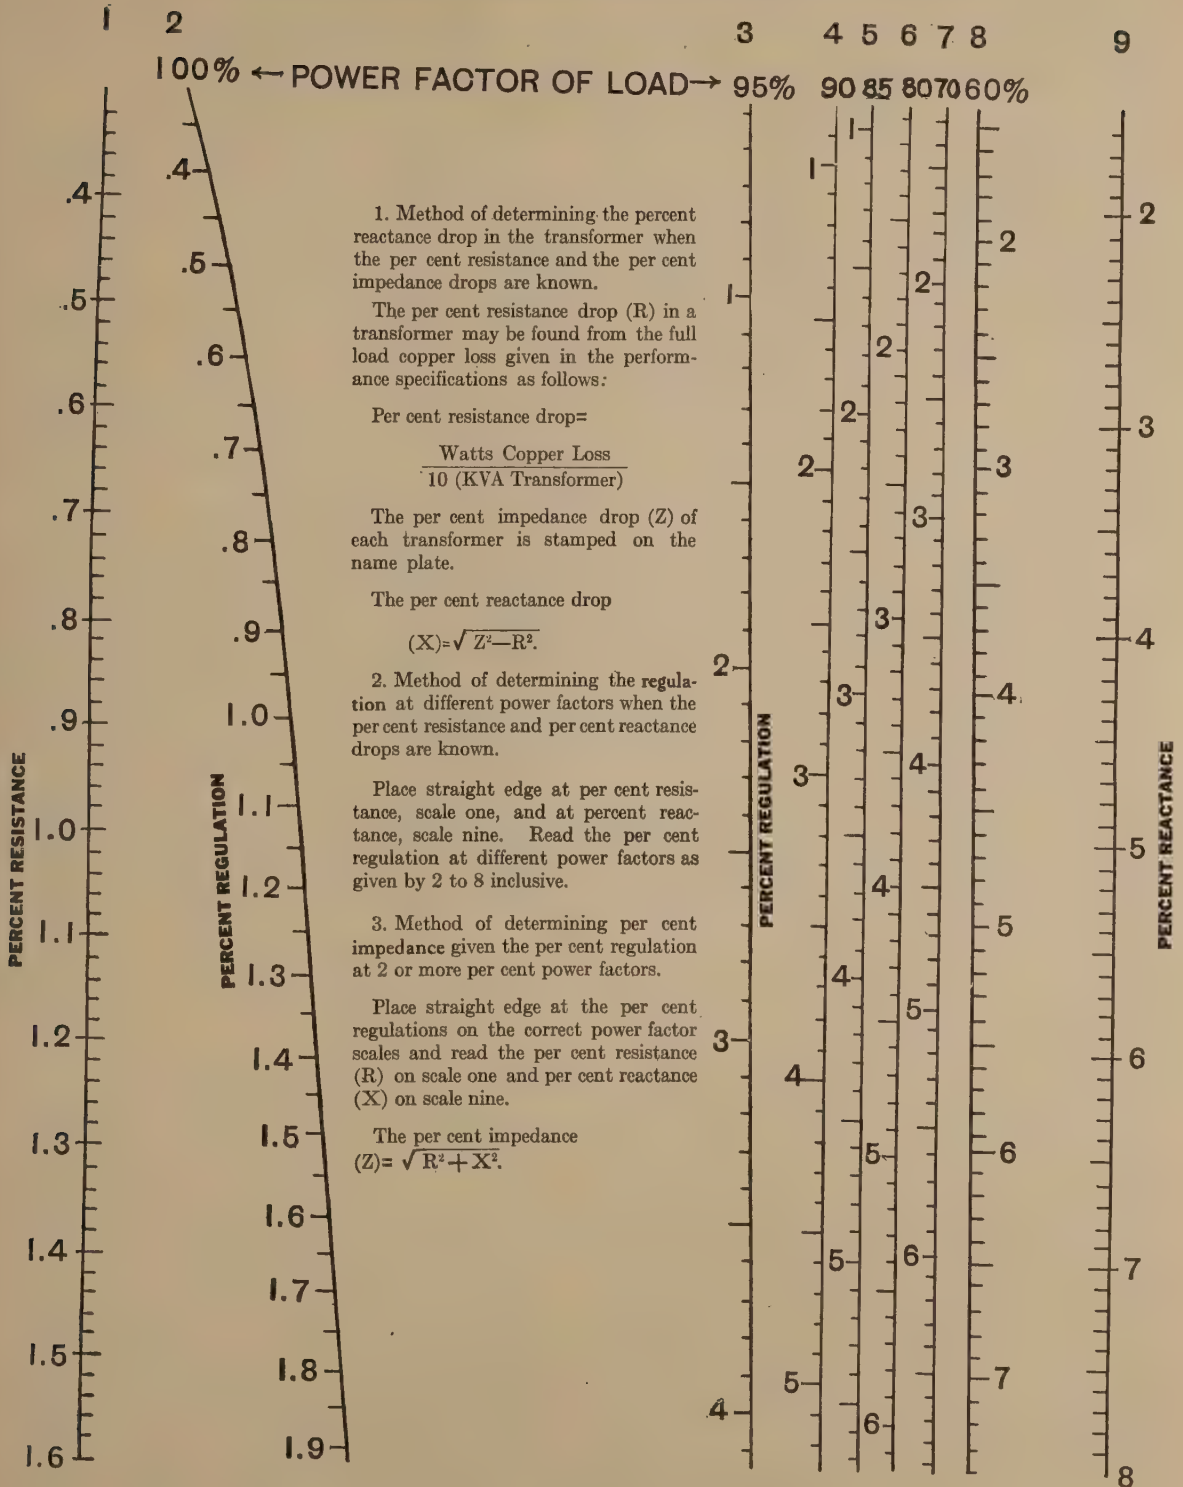 1 2 3 4 5 6 7 8 9
100% ← POWER FACTOR OF LOAD → 95% 90 85 80 70 60%
.4
.5
.6
.7
.8
.9
1.0
1.1
1.2
1.3
1.4
1.5
1.6
PERCENT RESISTANCE
.4
.5
.6
.7
.8
.9
1.0
1.1
1.2
1.3
1.4
1.5
1.6
1.7
1.8
1.9
PERCENT REGULATION
1. Method of determining the percent
reactance drop in the transformer when
the per cent resistance and the per cent
impedance drops are known.
The per cent resistance drop (R) in a
transformer may be found from the full
load copper loss given in the perform-
ance specifications as follows:
Per cent resistance drop=
Watts Copper Loss
10 (KVA Transformer)
The per cent impedance drop (Z) of
each transformer is stamped on the
name plate.
The per cent reactance drop
(X)=√Z²—R².
2. Method of determining the regula-
tion at different power factors when the
per cent resistance and per cent reactance
drops are known.
Place straight edge at per cent resis-
tance, scale one, and at percent reac-
tance, scale nine. Read the per cent
regulation at different power factors as
given by 2 to 8 inclusive.
3. Method of determining per cent
impedance given the per cent regulation
at 2 or more per cent power factors.
Place straight edge at the per cent
regulations on the correct power factor
scales and read the per cent resistance
(R) on scale one and per cent reactance
(X) on scale nine.
The per cent impedance
(Z)= √R²+X².
1
2
3
4
PERCENT REGULATION
1
2
3
4
5
1
2
3
4
5
6
2
3
4
5
6
2
3
4
5
6
2
3
4
5
6
7
2
3
4
5
6
7
8
PERCENT REACTANCE